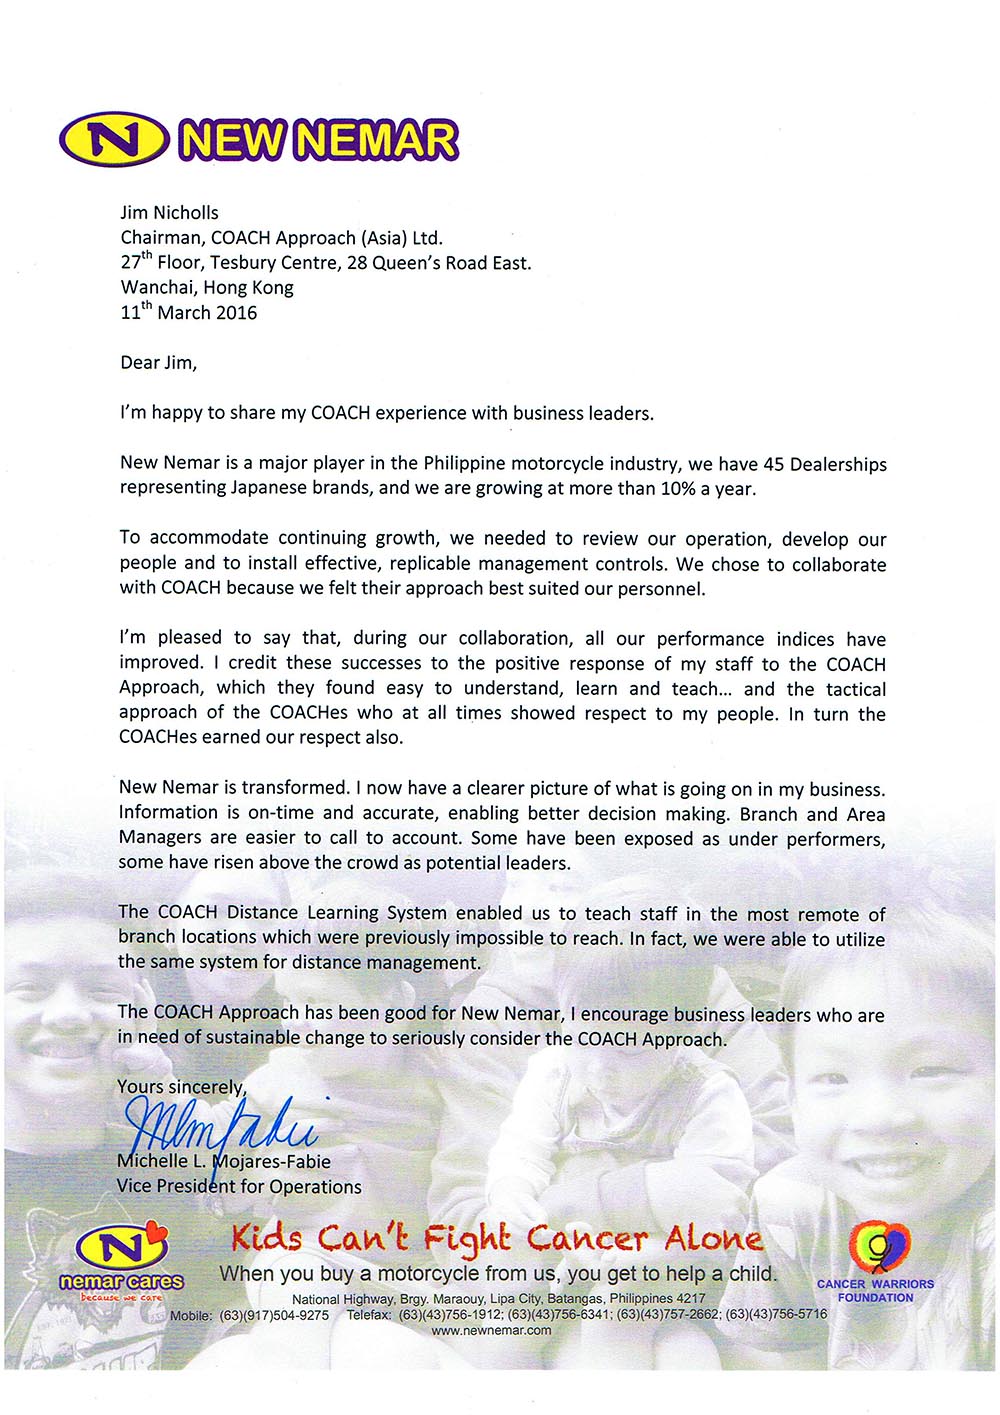 N NEW NEMAR
Jim Nicholls
Chairman, COACH Approach (Asia) Ltd.
27th Floor, Tesbury Centre, 28 Queen's Road East.
Wanchai, Hong Kong
11th March 2016
Dear Jim,
I'm happy to share my COACH experience with business leaders.
New Nemar is a major player in the Philippine motorcycle industry, we have 45 Dealerships
representing Japanese brands, and we are growing at more than 10% a year.
To accommodate continuing growth, we needed to review our operation, develop our
people and to install effective, replicable management controls. We chose to collaborate
with COACH because we felt their approach best suited our personnel.
I'm pleased to say that, during our collaboration, all our performance indices have
improved. I credit these successes to the positive response of my staff to the COACH
Approach, which they found easy to understand, learn and teach... and the tactical
approach of the COACHes who at all times showed respect to my people. In turn the
COACHes earned our respect also.
New Nemar is transformed. I now have a clearer picture of what is going on in my business.
Information is on-time and accurate, enabling better decision making. Branch and Area
Managers are easier to call to account. Some have been exposed as under performers,
some have risen above the crowd as potential leaders.
The COACH Distance Learning System enabled us to teach staff in the most remote of
branch locations which were previously impossible to reach. In fact, we were able to utilize
the same system for distance management.
The COACH Approach has been good for New Nemar, I encourage business leaders who are
in need of sustainable change to seriously consider the COACH Approach.
Yours sincerely,
Michelle L. Mojares-Fabie
Vice President for Operations
N
nemar cares
because we care
Kids Can't Fight Cancer Alone
When you buy a motorcycle from us, you get to help a child.
National Highway, Brgy. Maraouy, Lipa City, Batangas, Philippines 4217
Mobile: (63)(917)504-9275 Telefax: (63)(43)756-1912; (63)(43)756-6341; (63)(43)757-2662; (63)(43)756-5716
www.newnemar.com
CANCER WARRIORS
FOUNDATION